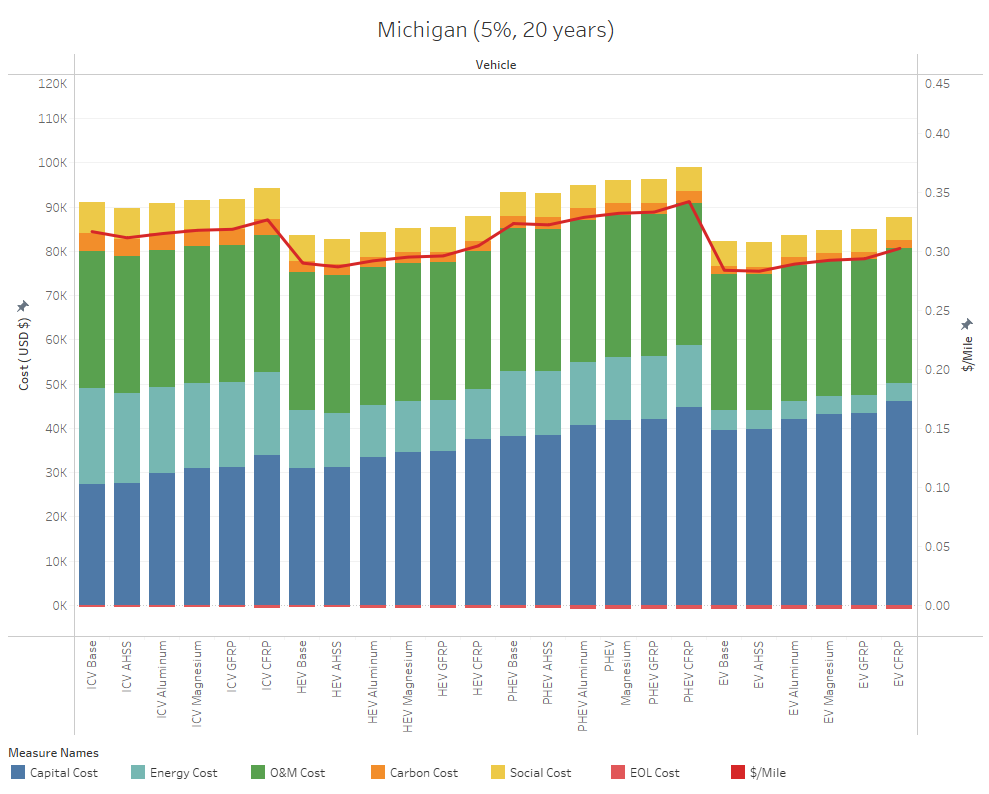 Michigan (5%, 20 years)
Vehicle
120K
110K
100K
90K
80K
70K
60K
50K
40K
30K
20K
10K
0K
Cost ( USD $)
0.45
0.40
0.35
0.30
0.25
0.20
0.15
0.10
0.05
0.00
$/Mile
ICV Base
ICV AHSS
ICV Aluminum
ICV Magnesium
ICV GFRP
ICV CFRP
HEV Base
HEV AHSS
HEV Aluminum
HEV Magnesium
HEV GFRP
HEV CFRP
PHEV Base
PHEV AHSS
PHEV Aluminum
PHEV
Magnesium
PHEV GFRP
PHEV CFRP
EV Base
EV AHSS
EV Aluminum
EV Magnesium
EV GFRP
EV CFRP
Measure Names
Capital Cost Energy Cost O&M Cost Carbon Cost Social Cost EOL Cost $/Mile